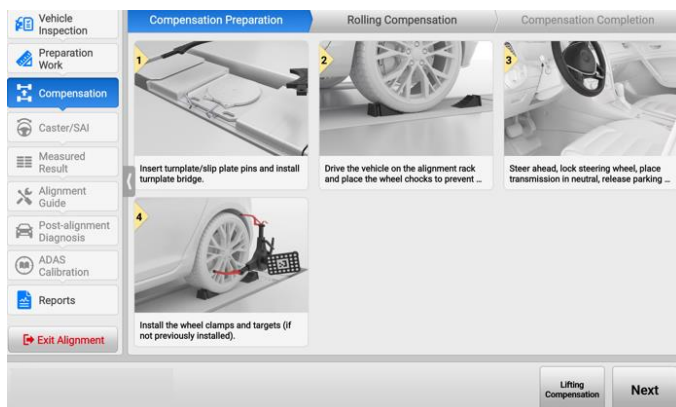 Vehicle
Inspection
Preparation
Work
Compensation
Caster/SAI
Measured
Result
Alignment
Guide
Post-alignment
Diagnosis
ADAS
Calibration
Reports
Exit Alignment
Compensation Preparation
Rolling Compensation
Compensation Completion
1
2
3
Insert turnplate/slip plate pins and install
turnplate bridge.
Drive the vehicle on the alignment rack
and place the wheel chocks to prevent ...
Steer ahead, lock steering wheel, place
transmission in neutral, release parking ...
4
Install the wheel clamps and targets (if
not previously installed).
Lifting
Compensation
Next